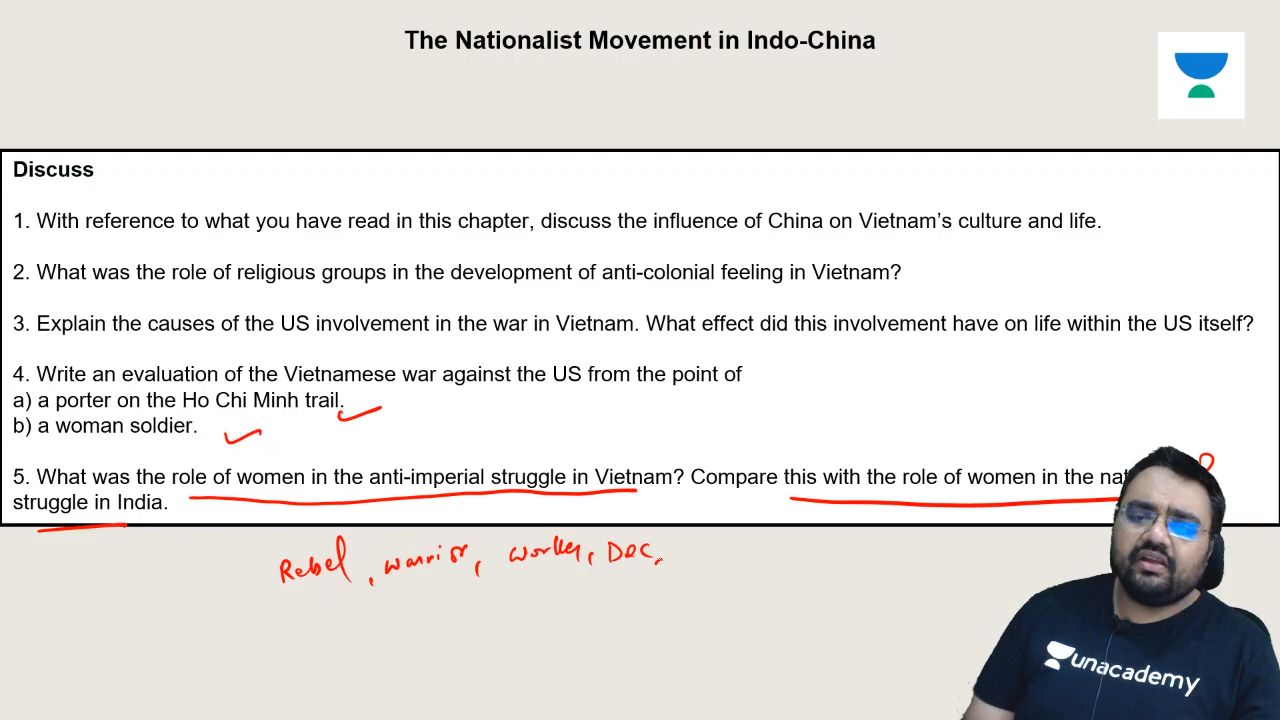 The Nationalist Movement in Indo-China
Discuss
1. With reference to what you have read in this chapter, discuss the influence of China on Vietnam's culture and life.
2. What was the role of religious groups in the development of anti-colonial feeling in Vietnam?
3. Explain the causes of the US involvement in the war in Vietnam. What effect did this involvement have on life within the US itself?
4. Write an evaluation of the Vietnamese war against the US from the point of
a) a porter on the Ho Chi Minh trail.
b) a woman soldier.
5. What was the role of women in the anti-imperial struggle in Vietnam? Compare this with the role of women in the nat
struggle in India.
Rebel, warrior, worker, Doc,
unacademy